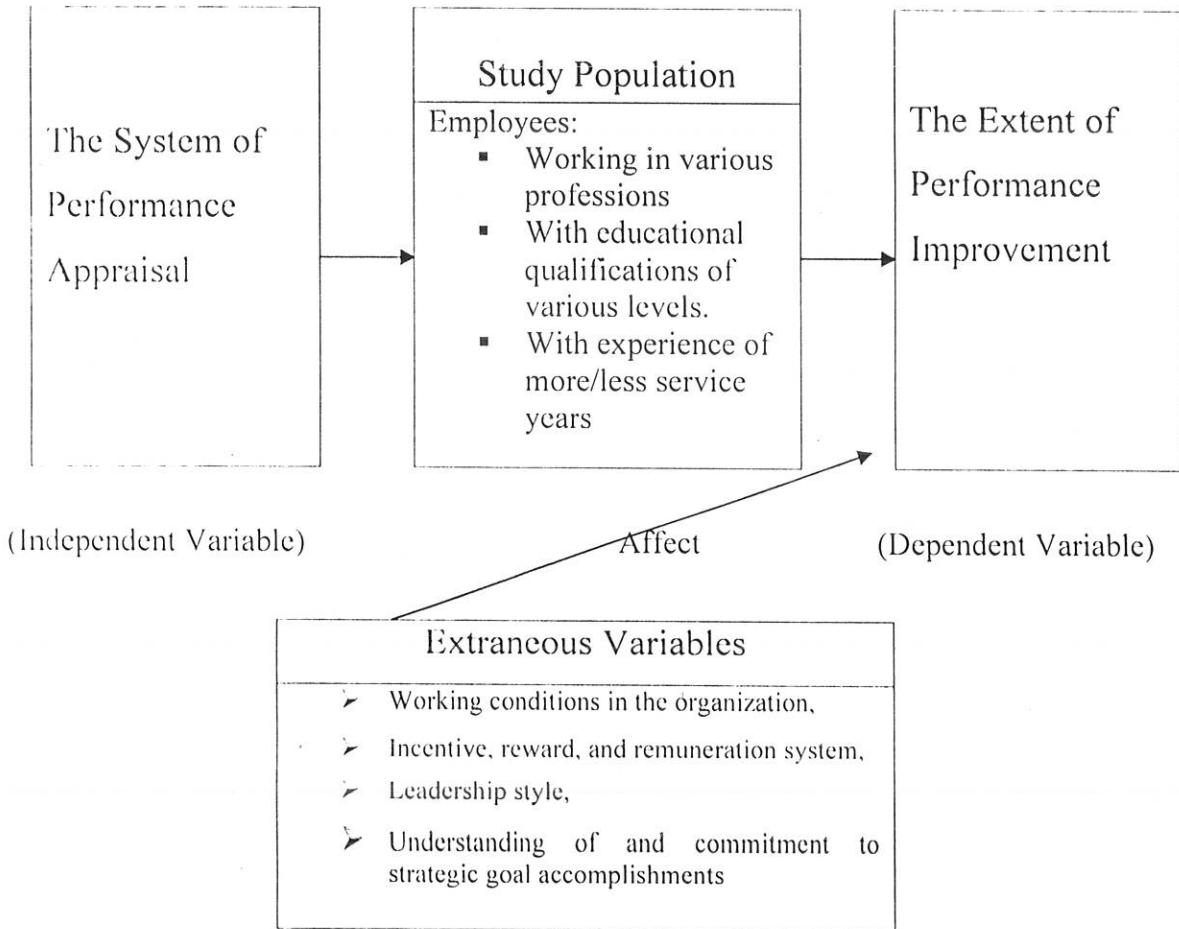 The System of
Performance
Appraisal
Study Population
Employees:
▪ Working in various
professions
▪ With educational
qualifications of
various levels.
▪ With experience of
more/less service
years
The Extent of
Performance
Improvement
(Independent Variable)
Affect
(Dependent Variable)
Extraneous Variables
➢ Working conditions in the organization,
➢ Incentive, reward, and remuneration system,
➢ Leadership style,
➢ Understanding of and commitment to
strategic goal accomplishments